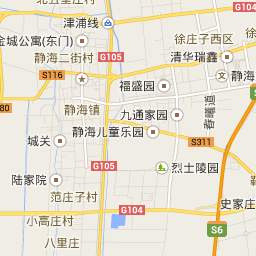 津浦线
徐庄子西区
金城公寓(东门)
G105
清华瑞鑫
静海二街村
静海
S116
福盛园
静海镇
九通家园
春曦道
城关
静海儿童乐园
S311
G105
陆家院
烈士陵园
范庄子村
史家庄
小高庄村
G104
G104
S6
八里庄